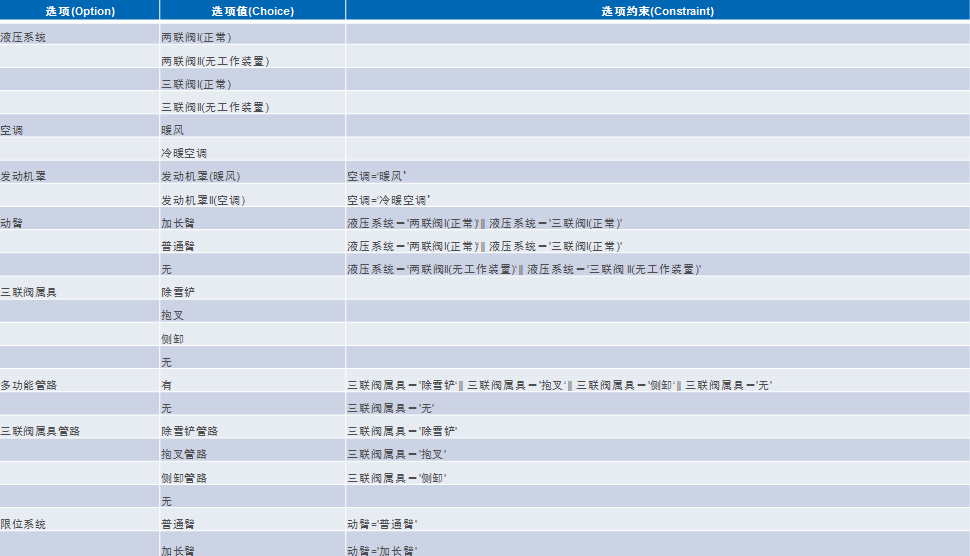 选项(Option) 选项值(Choice) 选项约束(Constraint)
液压系统 两联阀Ⅰ(正常)
两联阀Ⅱ(无工作装置)
三联阀Ⅰ(正常)
三联阀Ⅱ(无工作装置)
空调 暖风
冷暖空调
发动机罩 发动机罩(暖风) 空调='暖风'
发动机罩Ⅱ(空调) 空调='冷暖空调'
动臂 加长臂 液压系统='两联阀Ⅰ(正常)'|| 液压系统='三联阀Ⅰ(正常)'
普通臂 液压系统='两联阀Ⅰ(正常)'|| 液压系统='三联阀Ⅰ(正常)'
无 液压系统='两联阀Ⅱ(无工作装置)'|| 液压系统='三联阀 Ⅱ(无工作装置)'
三联阀属具 除雪铲
抱叉
侧卸
无
多功能管路 有 三联阀属具='除雪铲'|| 三联阀属具='抱叉'|| 三联阀属具='侧卸'|| 三联阀属具='无'
无 三联阀属具='无'
三联阀属具管路 除雪铲管路 三联阀属具='除雪铲'
抱叉管路 三联阀属具='抱叉'
侧卸管路 三联阀属具='侧卸'
无
限位系统 普通臂 动臂='普通臂'
加长臂 动臂='加长臂'